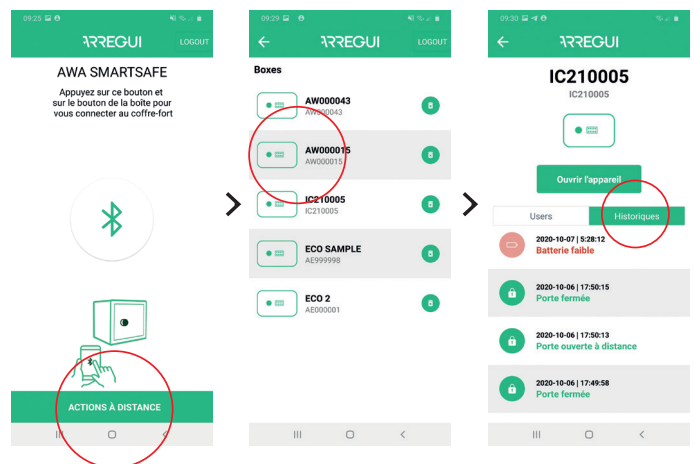 09:25
ARREGUI
LOGOUT
AWA SMARTSAFE
Appuyez sur ce bouton et
sur le bouton de la boîte pour
vous connecter au coffre-fort
ACTIONS À DISTANCE
09:29
ARREGUI
LOGOUT
Boxes
AW000043
AW000043
AW000015
AW000015
IC210005
IC210005
ECO SAMPLE
AE999998
ECO 2
AE000001
09:30
ARREGUI
IC210005
IC210005
Ouvrir l'appareil
Users
Historiques
2020-10-07 | 5:28:12
Batterie faible
2020-10-06 | 17:50:15
Porte fermée
2020-10-06 | 17:50:13
Porte ouverte à distance
2020-10-06 | 17:49:58
Porte fermée